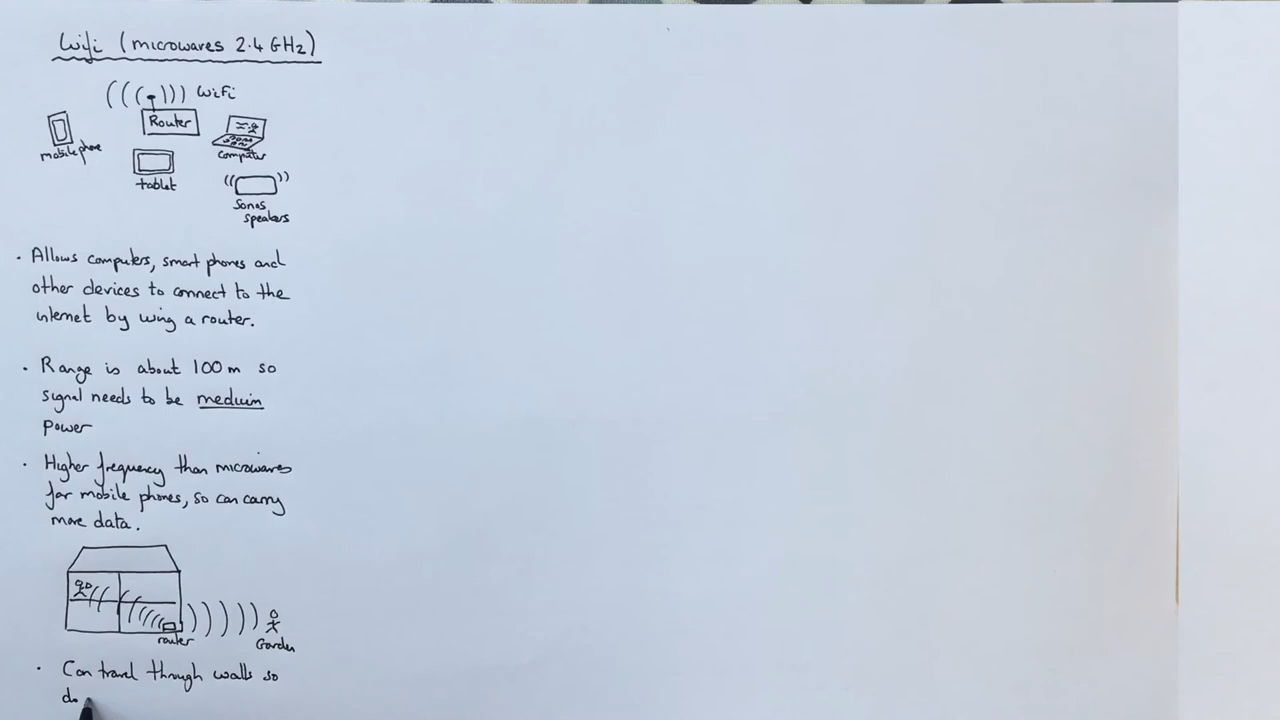 Wifi (microwaves 2.4 GHz)
WiFi
Router
mobile phone
computer
tablet
Sonos
speakers
• Allows computers, smart phones and
other devices to connect to the
internet by using a router.
• Range is about 100 m so
signal needs to be medium
power
• Higher frequency than microwaves
for mobile phones, so can carry
more data.
router
Garden
• Can travel through walls so
do